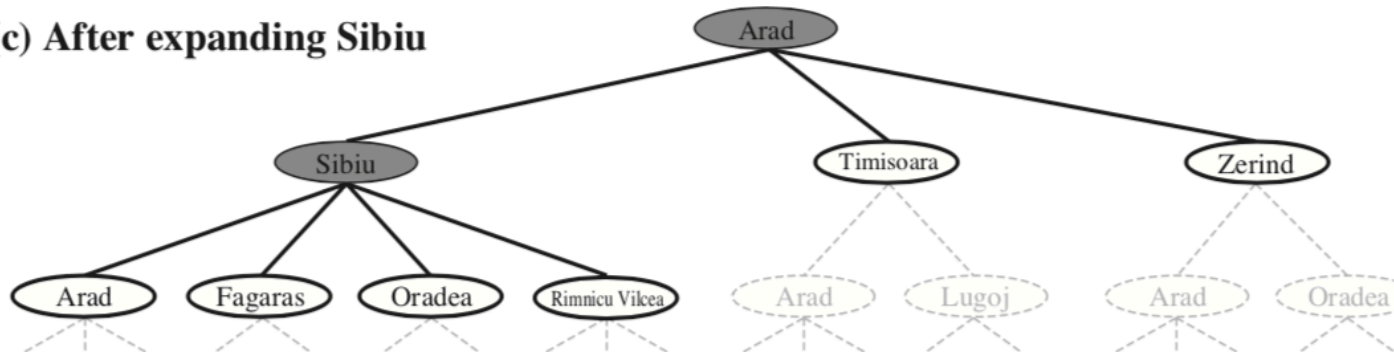 c) After expanding Sibiu
Arad
Sibiu
Timisoara
Zerind
Arad
Fagaras
Oradea
Rimnicu Vilcea
Arad
Lugoj
Arad
Oradea